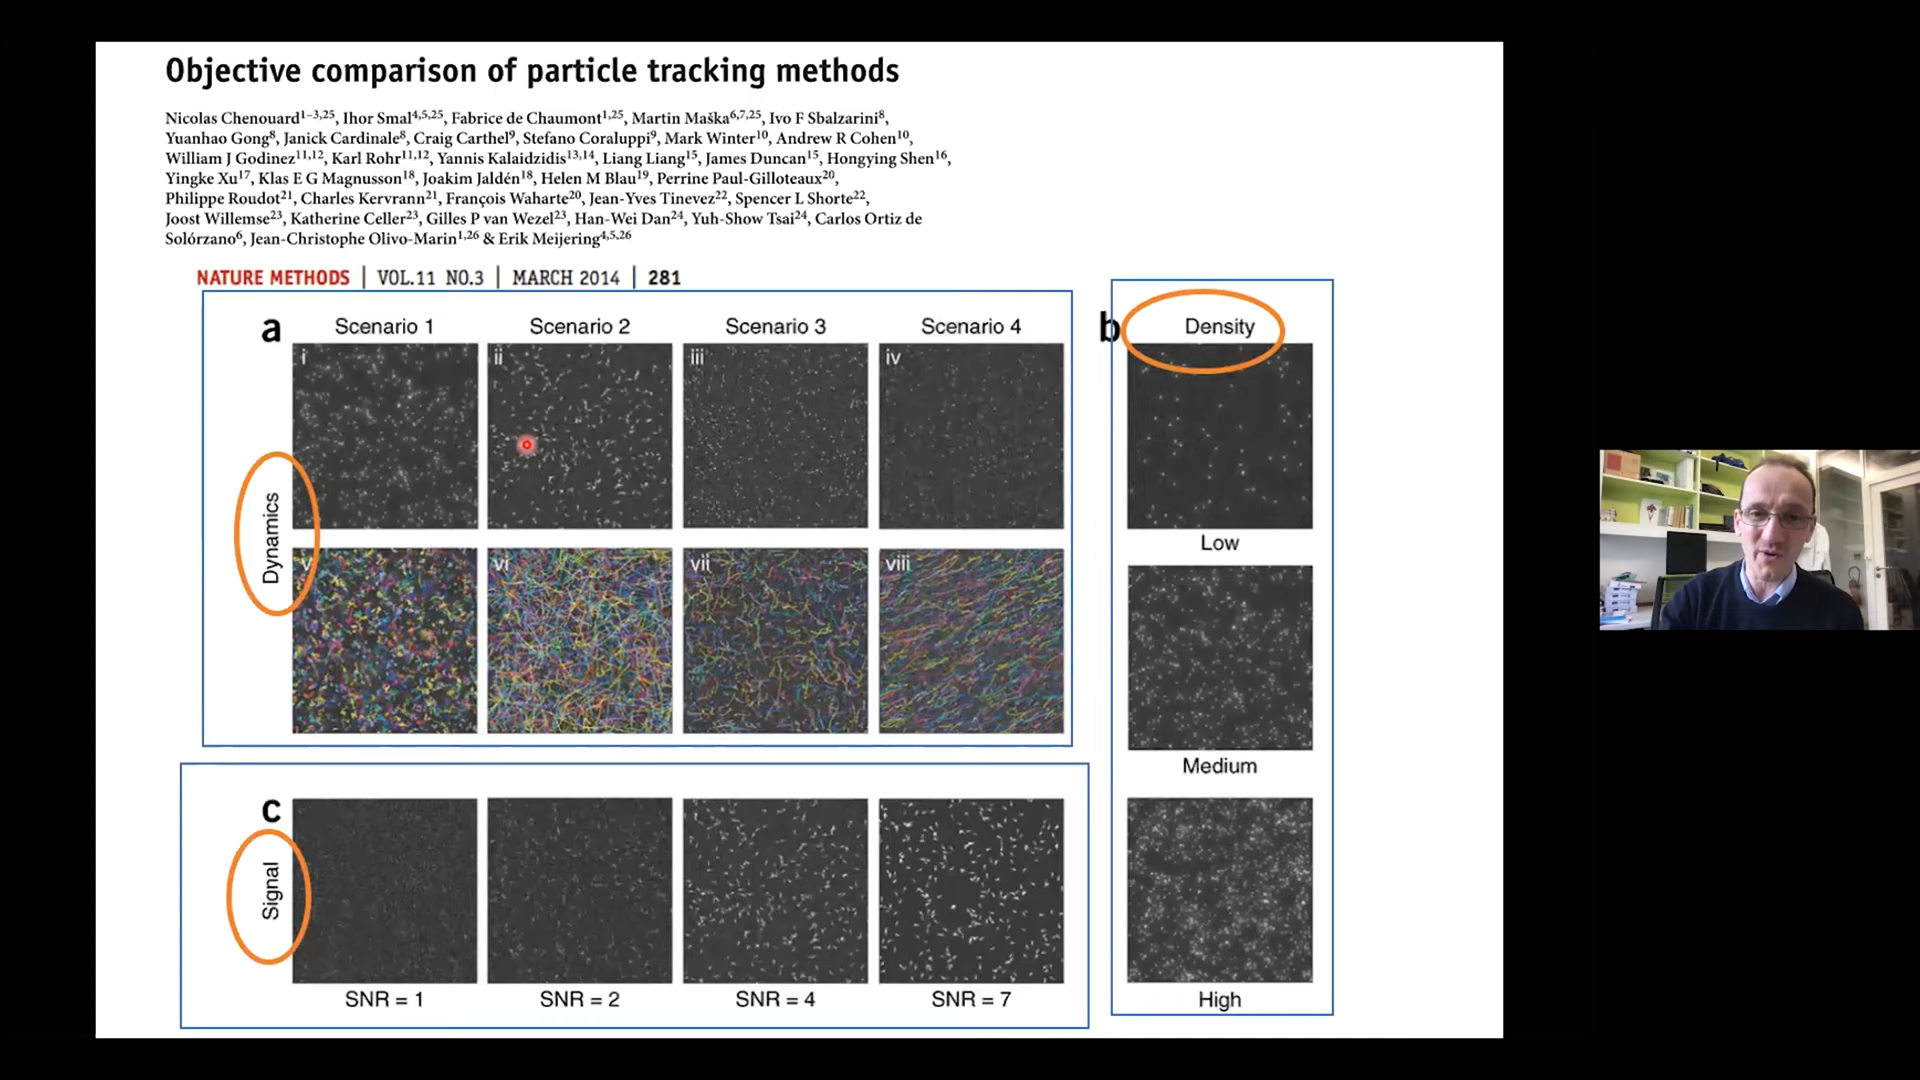 Objective comparison of particle tracking methods
Nicolas Chenouard1–3,25, Ihor Smal4,5,25, Fabrice de Chaumont1,25, Martin Maška6,7,25, Ivo F Sbalzarini8,
Yuanhao Gong8, Janick Cardinale8, Craig Carthel9, Stefano Coraluppi9, Mark Winter10, Andrew R Cohen10,
William J Godinez11,12, Karl Rohr11,12, Yannis Kalaidzidis13,14, Liang Liang15, James Duncan15, Hongying Shen16,
Yingke Xu17, Klas E G Magnusson18, Joakim Jaldén18, Helen M Blau19, Perrine Paul-Gilloteaux20,
Philippe Roudot21, Charles Kervrann21, François Waharte20, Jean-Yves Tinevez22, Spencer L Shorte22,
Joost Willemse23, Katherine Celler23, Gilles P van Wezel23, Han-Wei Dan24, Yuh-Show Tsai24, Carlos Ortiz de
Solórzano6, Jean-Christophe Olivo-Marin1,26 & Erik Meijering4,5,26
NATURE METHODS | VOL.11 NO.3 | MARCH 2014 | 281
a
Scenario 1
Scenario 2
Scenario 3
Scenario 4
i
ii
iii
iv
Dynamics
v
vi
vii
viii
b
Density
Low
Medium
High
c
Signal
SNR = 1
SNR = 2
SNR = 4
SNR = 7